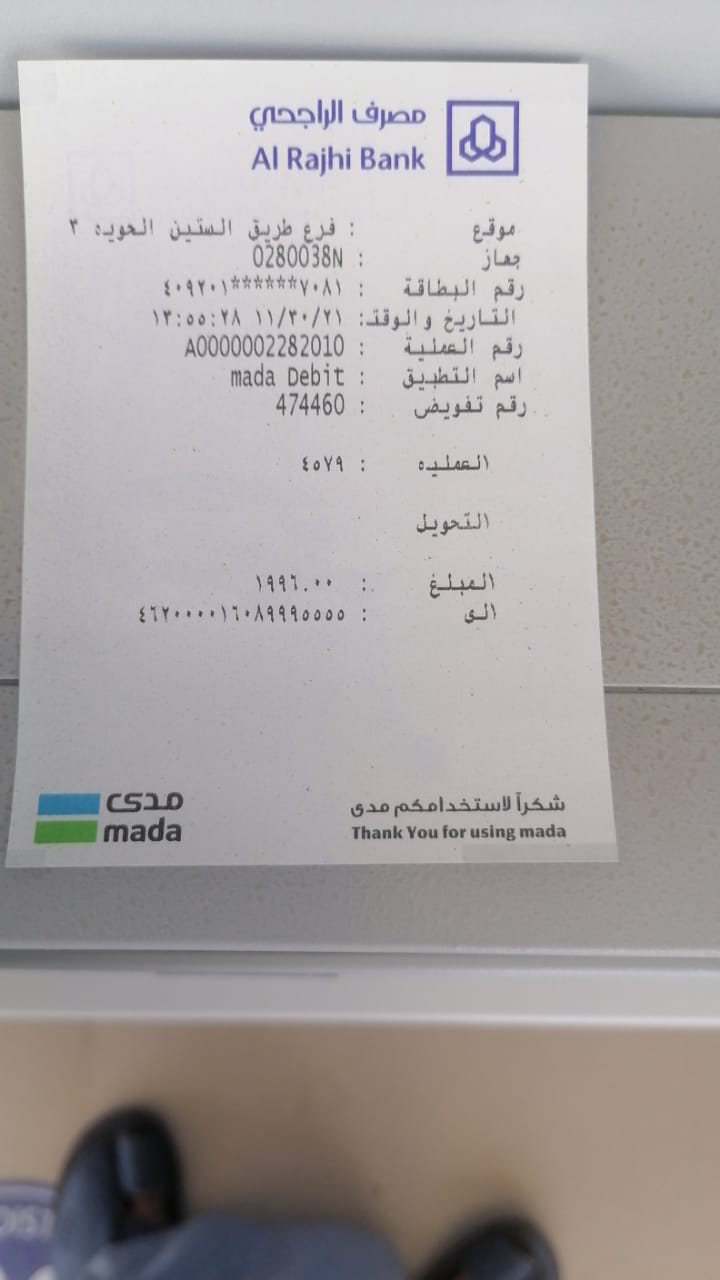 مصرف الراجحي
Al Rajhi Bank
موقع : فرع طريق الستين الحويه ٣
جهاز : 0280038N
رقم البطاقة : ٤٠٩٢٠١******٧٠٨١
التاريخ والوقت: ١١/٣٠/٢١ ١٣:٥٥:٢٨
رقم العملية : A0000002282010
اسم التطبيق : mada Debit
رقم تفويض : 474460
العمليه : ٤٥٧٩
التحويل
المبلغ : ١٩٩٦.٠٠
الى : ٤٦٢٠٠٠٠١٦٠٨٩٩٩٥٥٥٥
شكراً لاستخدامكم مدى
Thank You for using mada
مدى
mada
DIST